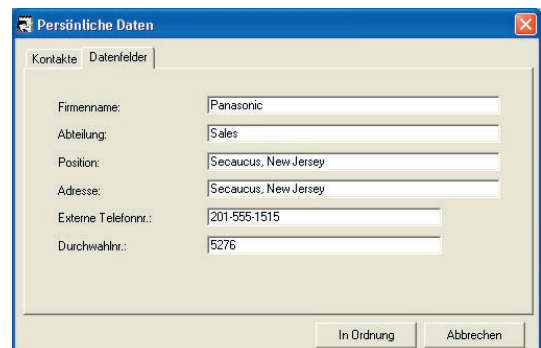 Persönliche Daten
Kontakte Datenfelder
Firmenname: Panasonic
Abteilung: Sales
Position: Secaucus, New Jersey
Adresse: Secaucus, New Jersey
Externe Telefonnr.: 201-555-1515
Durchwahlnr.: 5276
In Ordnung Abbrechen